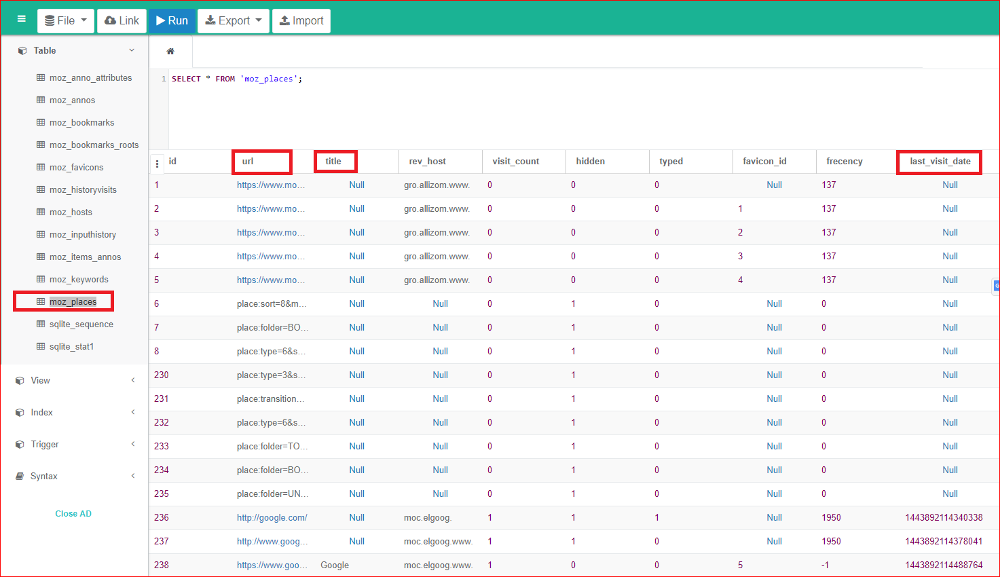 File Link Run Export Import
Table
moz_anno_attributes
moz_annos
moz_bookmarks
moz_bookmarks_roots
moz_favicons
moz_historyvisits
moz_hosts
moz_inputhistory
moz_items_annos
moz_keywords
moz_places
sqlite_sequence
sqlite_stat1
View
Index
Trigger
Syntax
Close AD
1 SELECT * FROM 'moz_places';
id url title rev_host visit_count hidden typed favicon_id frecency last_visit_date
1 https://www.mo... Null gro.allizom.www. 0 0 0 Null 137 Null
2 https://www.mo... Null gro.allizom.www. 0 0 0 1 137 Null
3 https://www.mo... Null gro.allizom.www. 0 0 0 2 137 Null
4 https://www.mo... Null gro.allizom.www. 0 0 0 3 137 Null
5 https://www.mo... Null gro.allizom.www. 0 0 0 4 137 Null
6 place:sort=8&m... Null Null 0 1 0 Null 0 Null
7 place:folder=BO... Null Null 0 1 0 Null 0 Null
8 place:type=6&s... Null Null 0 1 0 Null 0 Null
230 place:type=3&s... Null Null 0 1 0 Null 0 Null
231 place:transition... Null Null 0 1 0 Null 0 Null
232 place:type=6&s... Null Null 0 1 0 Null 0 Null
233 place:folder=TO... Null Null 0 1 0 Null 0 Null
234 place:folder=BO... Null Null 0 1 0 Null 0 Null
235 place:folder=UN... Null Null 0 1 0 Null 0 Null
236 http://google.com/ Null moc.elgoog. 1 1 1 Null 1950 1443892114340338
237 http://www.goog... Null moc.elgoog.www. 1 1 0 Null 1950 1443892114378041
238 https://www.goo... Google moc.elgoog.www. 1 0 0 5 -1 1443892114488764